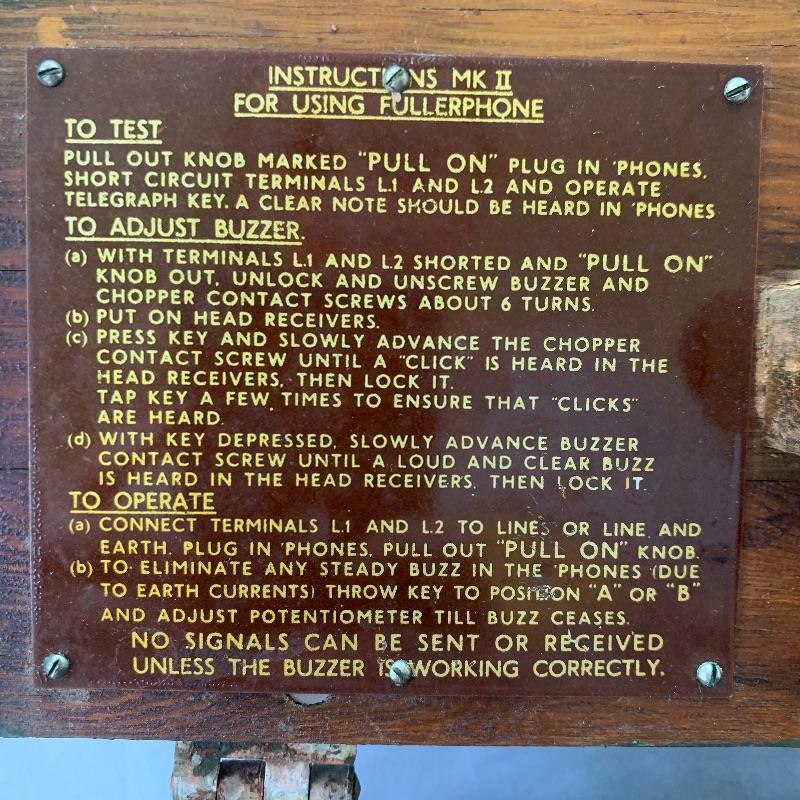 INSTRUCTIONS MK II
FOR USING FULLERPHONE
TO TEST
PULL OUT KNOB MARKED "PULL ON" PLUG IN 'PHONES,
SHORT CIRCUIT TERMINALS L.1 AND L.2 AND OPERATE
TELEGRAPH KEY. A CLEAR NOTE SHOULD BE HEARD IN 'PHONES
TO ADJUST BUZZER.
(a) WITH TERMINALS L.1 AND L.2 SHORTED AND "PULL ON"
KNOB OUT, UNLOCK AND UNSCREW BUZZER AND
CHOPPER CONTACT SCREWS ABOUT 6 TURNS.
(b) PUT ON HEAD RECEIVERS.
(c) PRESS KEY AND SLOWLY ADVANCE THE CHOPPER
CONTACT SCREW UNTIL A "CLICK" IS HEARD IN THE
HEAD RECEIVERS, THEN LOCK IT.
TAP KEY A FEW TIMES TO ENSURE THAT "CLICKS"
ARE HEARD.
(d) WITH KEY DEPRESSED, SLOWLY ADVANCE BUZZER
CONTACT SCREW UNTIL A LOUD AND CLEAR BUZZ
IS HEARD IN THE HEAD RECEIVERS, THEN LOCK IT.
TO OPERATE
(a) CONNECT TERMINALS L.1 AND L.2 TO LINES OR LINE AND
EARTH. PLUG IN 'PHONES, PULL OUT "PULL ON" KNOB.
(b) TO ELIMINATE ANY STEADY BUZZ IN THE 'PHONES (DUE
TO EARTH CURRENTS) THROW KEY TO POSITION "A" OR "B"
AND ADJUST POTENTIOMETER TILL BUZZ CEASES.
NO SIGNALS CAN BE SENT OR RECEIVED
UNLESS THE BUZZER IS WORKING CORRECTLY.